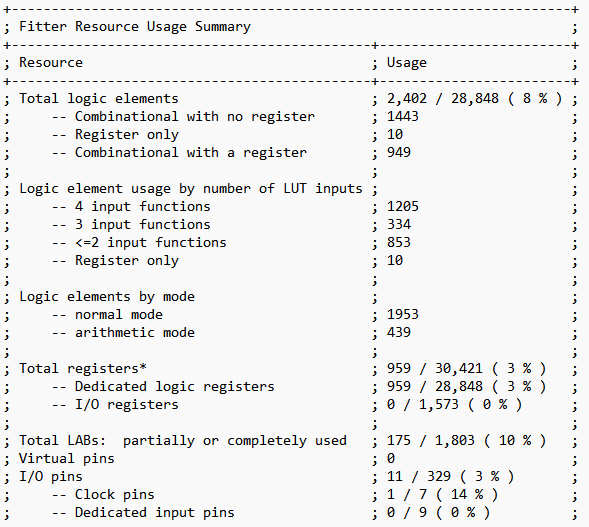 +----------------------------------------------------------------------+
; Fitter Resource Usage Summary                                        ;
+---------------------------------------------+------------------------+
; Resource                                    ; Usage                  ;
+---------------------------------------------+------------------------+
; Total logic elements                        ; 2,402 / 28,848 ( 8 % ) ;
;     -- Combinational with no register       ; 1443                   ;
;     -- Register only                        ; 10                     ;
;     -- Combinational with a register        ; 949                    ;
;                                             ;                        ;
; Logic element usage by number of LUT inputs ;                        ;
;     -- 4 input functions                    ; 1205                   ;
;     -- 3 input functions                    ; 334                    ;
;     -- <=2 input functions                  ; 853                    ;
;     -- Register only                        ; 10                     ;
;                                             ;                        ;
; Logic elements by mode                      ;                        ;
;     -- normal mode                          ; 1953                   ;
;     -- arithmetic mode                      ; 439                    ;
;                                             ;                        ;
; Total registers*                            ; 959 / 30,421 ( 3 % )   ;
;     -- Dedicated logic registers            ; 959 / 28,848 ( 3 % )   ;
;     -- I/O registers                        ; 0 / 1,573 ( 0 % )      ;
;                                             ;                        ;
; Total LABs:  partially or completely used   ; 175 / 1,803 ( 10 % )   ;
; Virtual pins                                ; 0                      ;
; I/O pins                                    ; 11 / 329 ( 3 % )       ;
;     -- Clock pins                           ; 1 / 7 ( 14 % )         ;
;     -- Dedicated input pins                 ; 0 / 9 ( 0 % )          ;